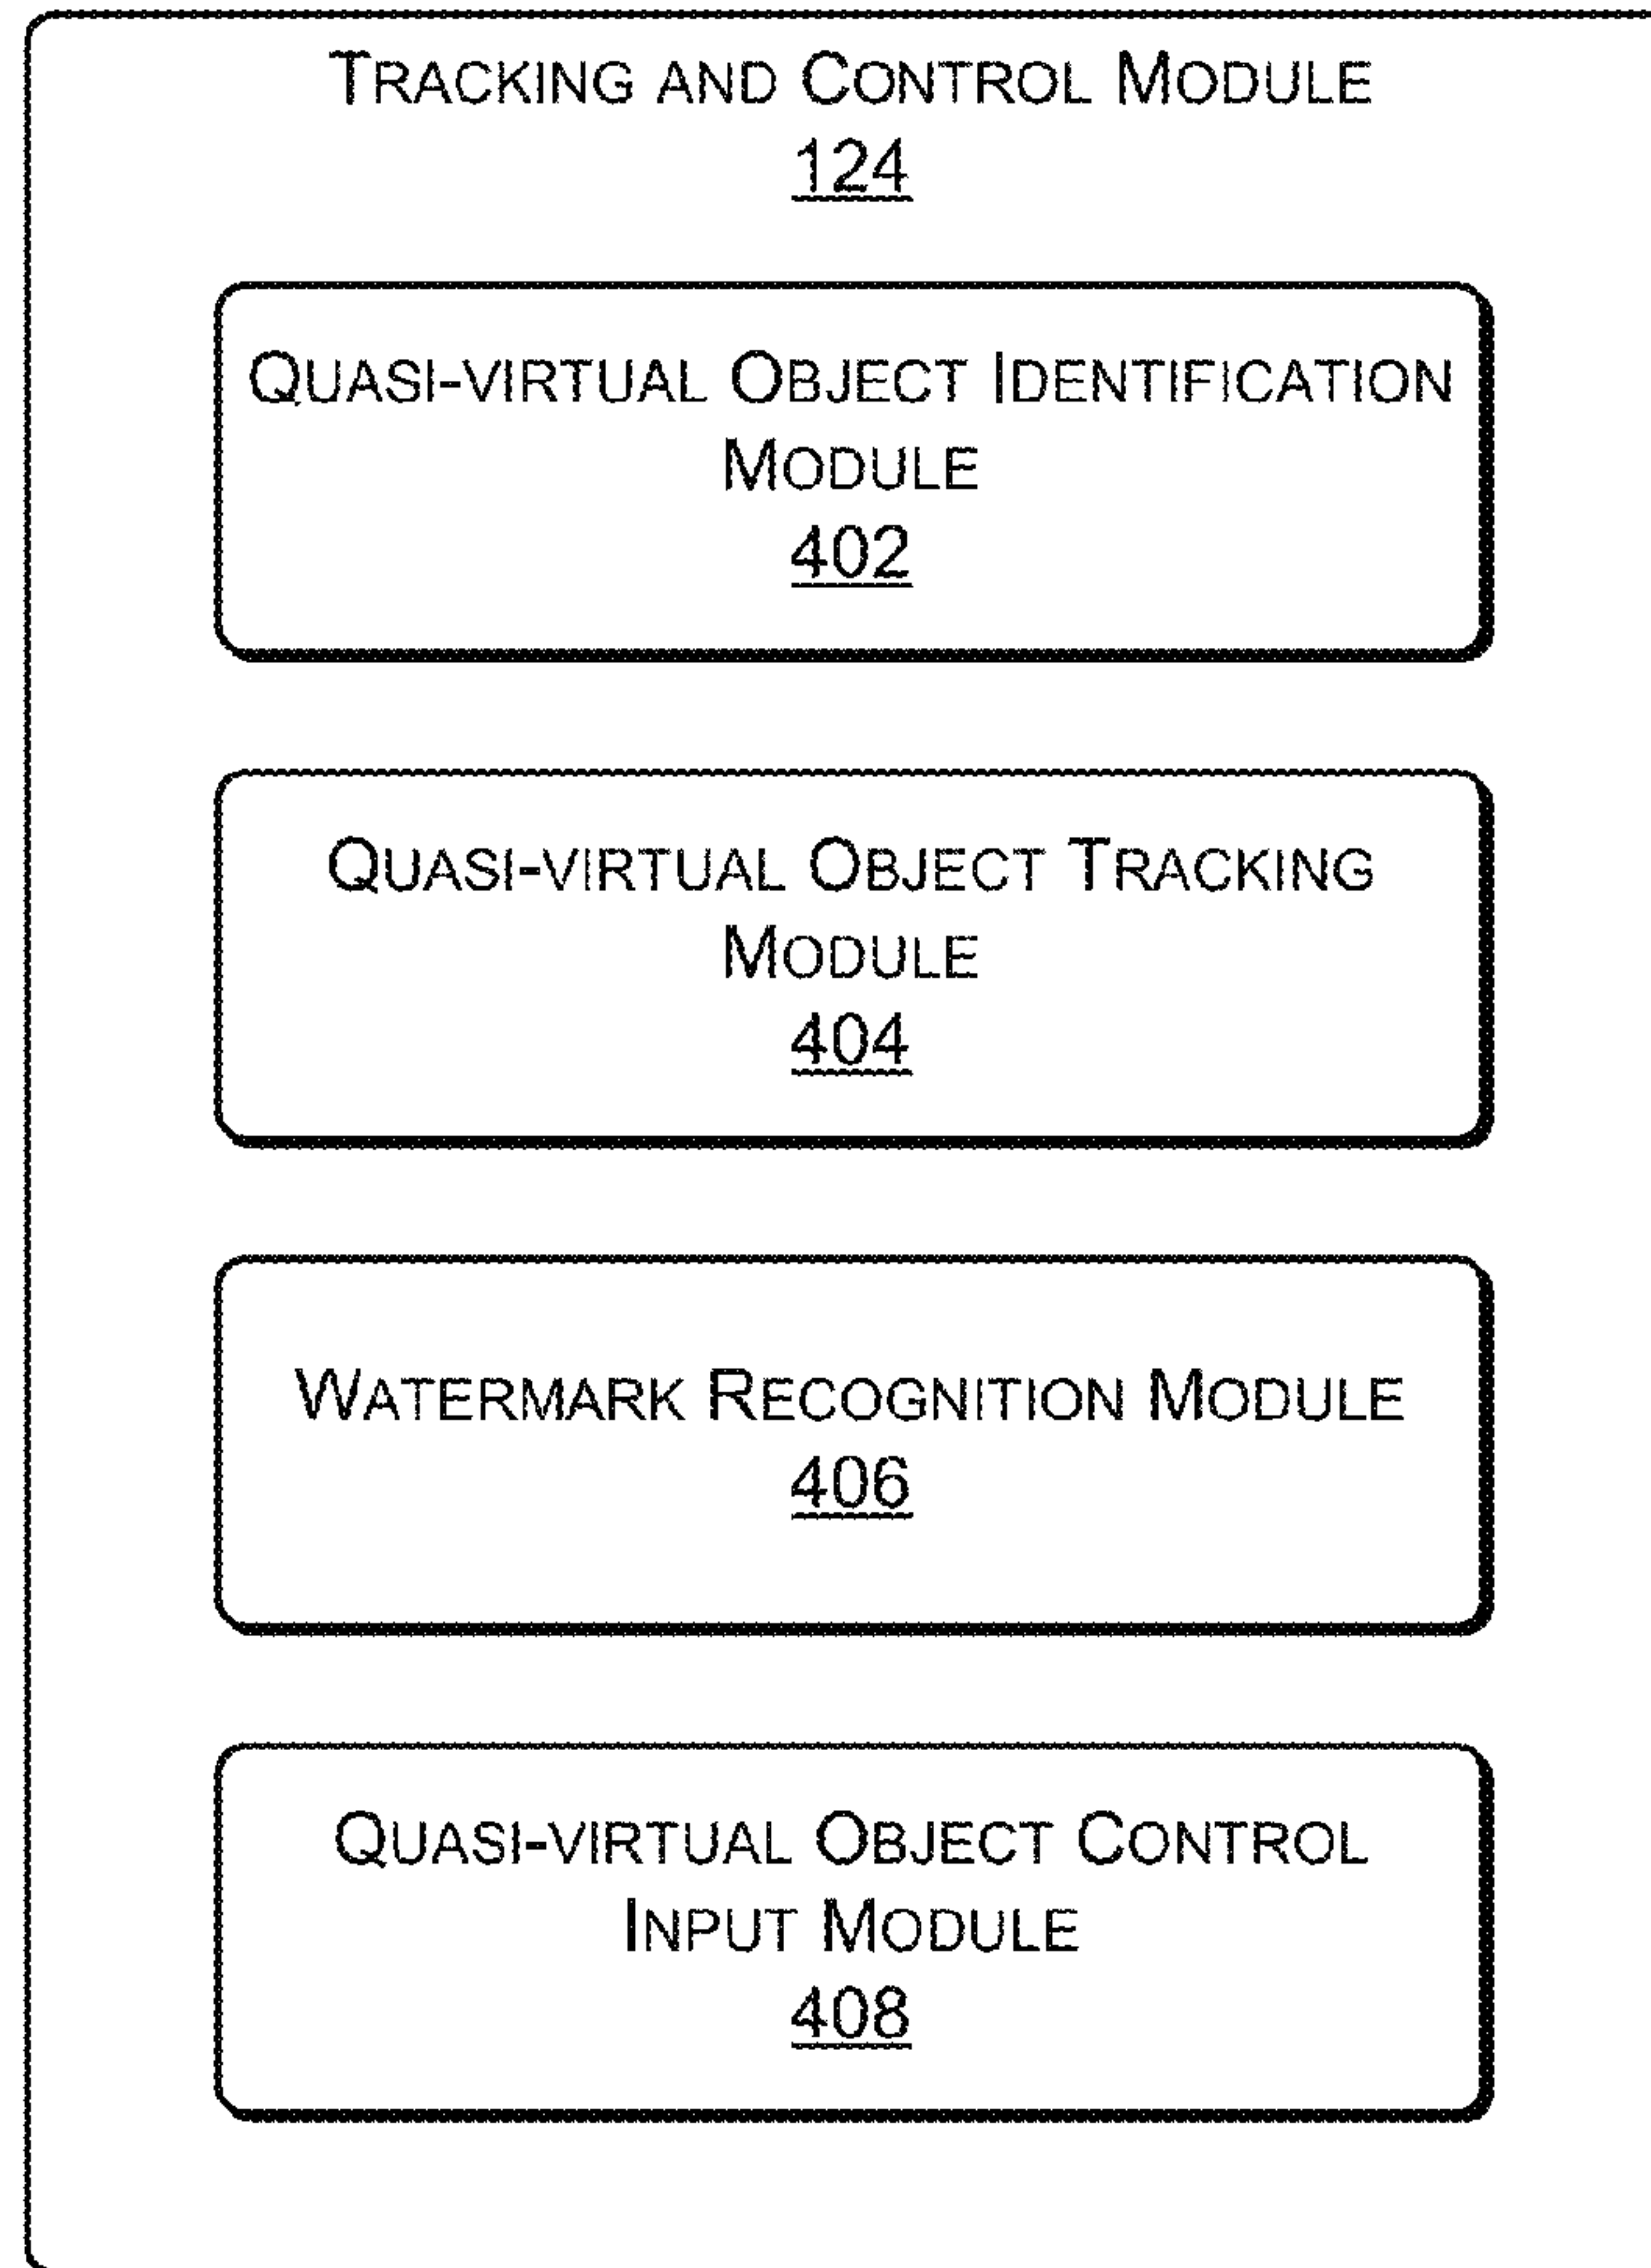 TRACKING AND CONTROL MODULE
124
QUASI-VIRTUAL OBJECT IDENTIFICATION
MODULE
402
QUASI-VIRTUAL OBJECT TRACKING
MODULE
404
WATERMARK RECOGNITION MODULE
406
QUASI-VIRTUAL OBJECT CONTROL
INPUT MODULE
408